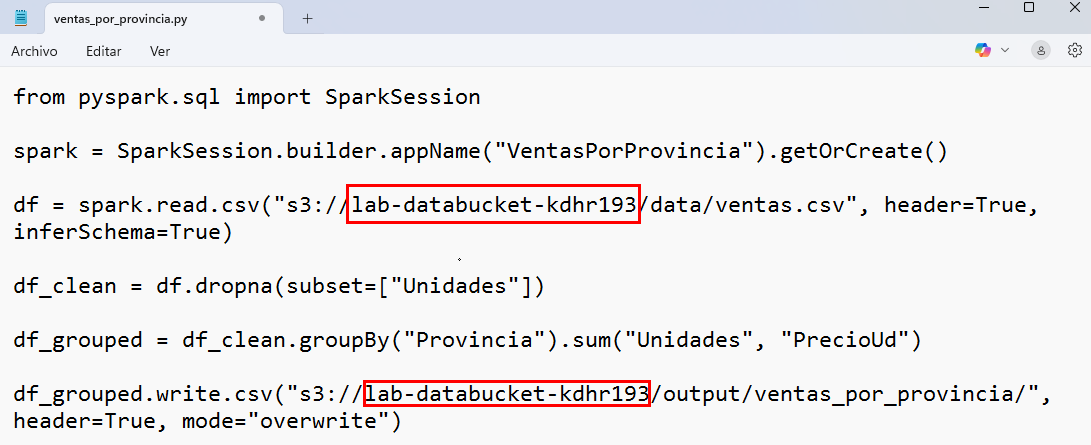 ventas_por_provincia.py
Archivo Editar Ver
from pyspark.sql import SparkSession
spark = SparkSession.builder.appName("VentasPorProvincia").getOrCreate()
df = spark.read.csv("s3://lab-databucket-kdhr193/data/ventas.csv", header=True,
inferSchema=True)
df_clean = df.dropna(subset=["Unidades"])
df_grouped = df_clean.groupBy("Provincia").sum("Unidades", "PrecioUd")
df_grouped.write.csv("s3://lab-databucket-kdhr193/output/ventas_por_provincia/",
header=True, mode="overwrite")